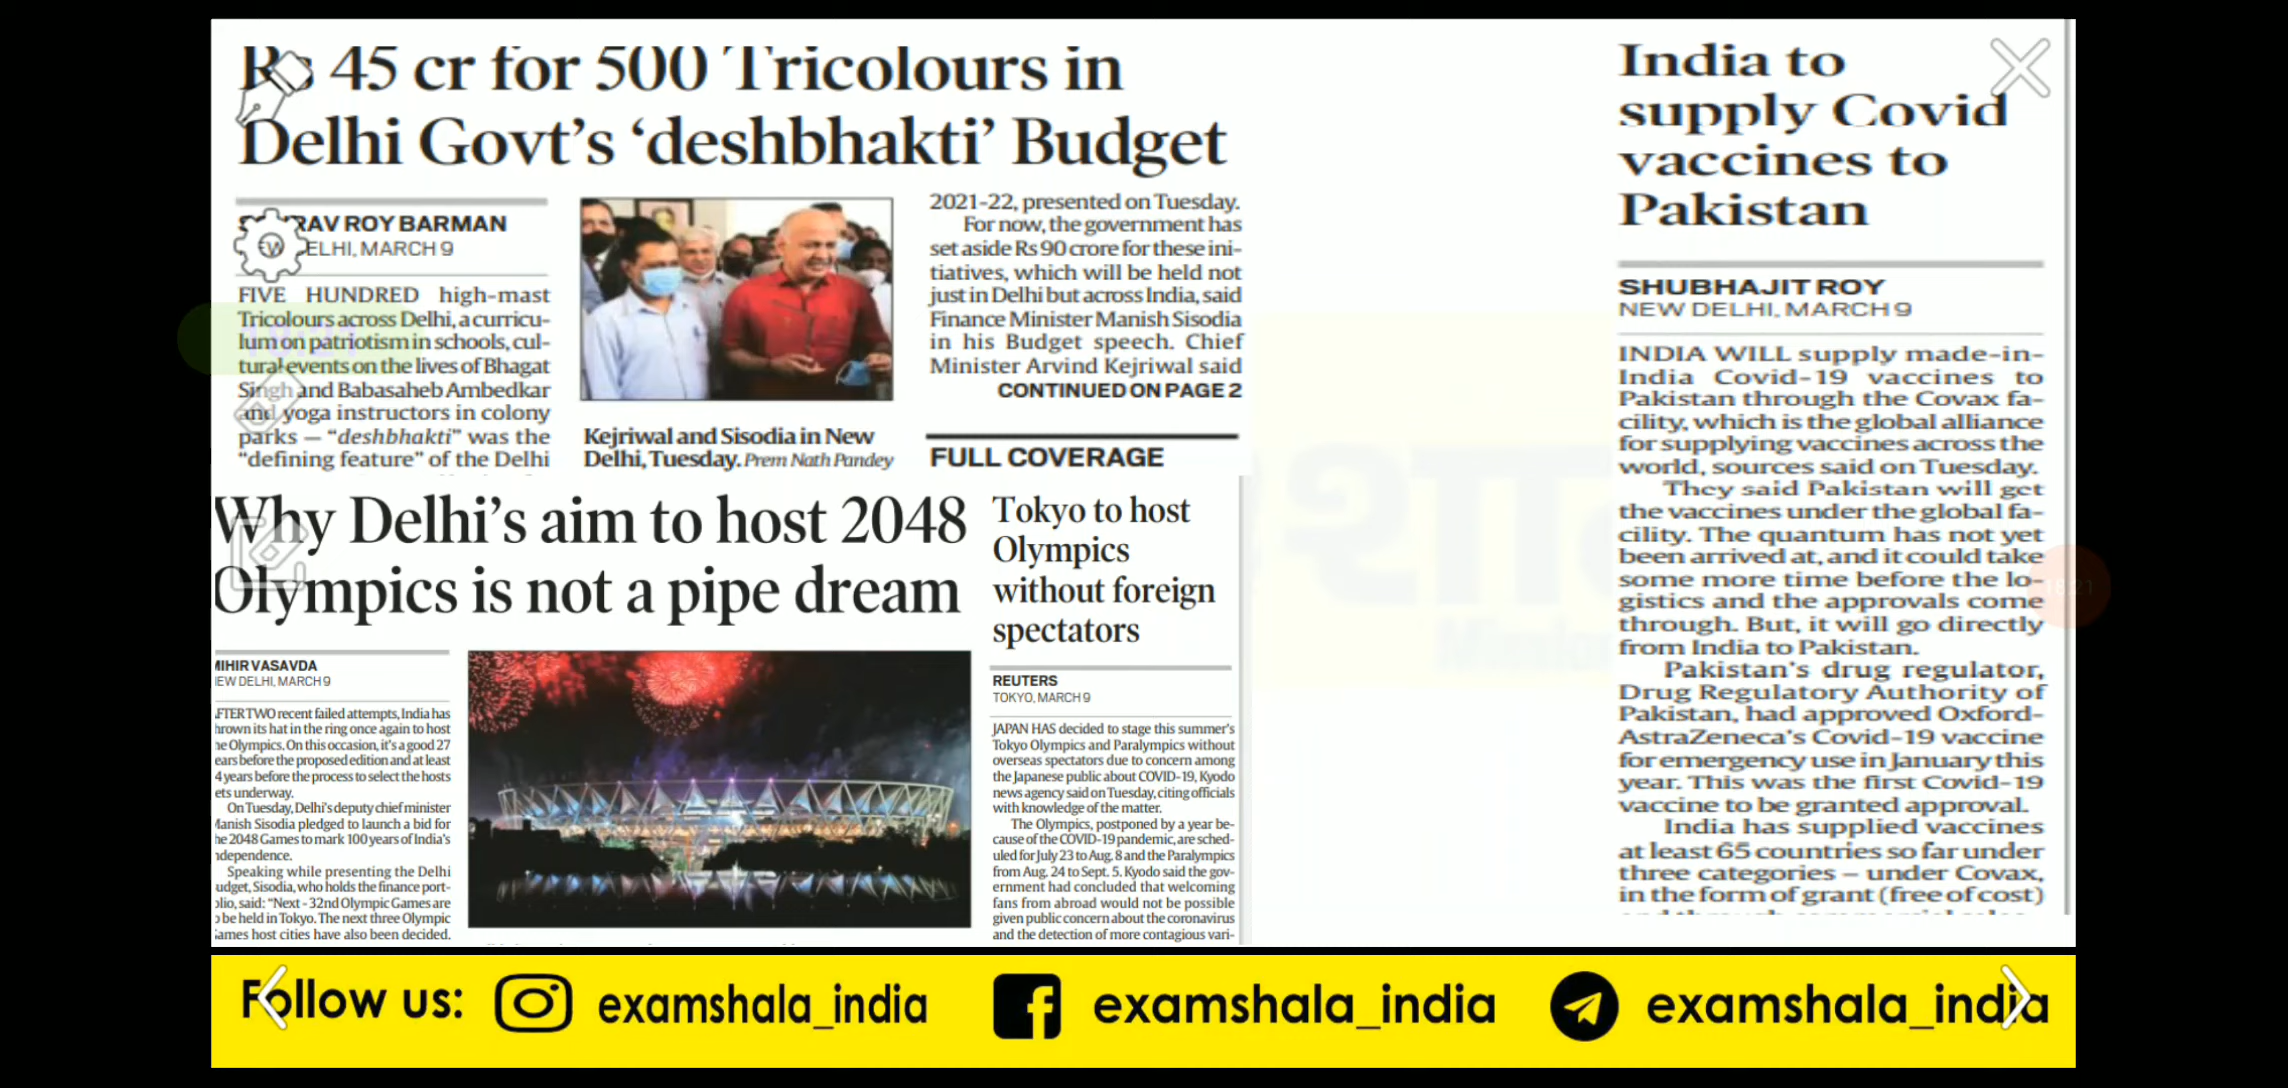 Rs 45 cr for 500 Tricolours in
Delhi Govt's 'deshbhakti' Budget
RAV ROY BARMAN
ELHI, MARCH 9
FIVE HUNDRED high-mast
Tricolours across Delhi, a curricu-
lum on patriotism in schools, cul-
tural events on the lives of Bhagat
Singh and Babasaheb Ambedkar
and yoga instructors in colony
parks — "deshbhakti" was the
"defining feature" of the Delhi
Kejriwal and Sisodia in New
Delhi, Tuesday. Prem Nath Pandey
2021-22, presented on Tuesday.
For now, the government has
set aside Rs 90 crore for these ini-
tiatives, which will be held not
just in Delhi but across India, said
Finance Minister Manish Sisodia
in his Budget speech. Chief
Minister Arvind Kejriwal said
CONTINUED ON PAGE 2
FULL COVERAGE
Why Delhi's aim to host 2048
Olympics is not a pipe dream
MIHIR VASAVDA
EW DELHI, MARCH 9
FTER TWO recent failed attempts, India has
hrown its hat in the ring once again to host
he Olympics. On this occasion, it's a good 27
ears before the proposed edition and at least
4 years before the process to select the hosts
ets underway.
On Tuesday, Delhi's deputy chief minister
Manish Sisodia pledged to launch a bid for
he 2048 Games to mark 100 years of India's
ndependence.
Speaking while presenting the Delhi
udget, Sisodia, who holds the finance port-
olio, said: "Next - 32nd Olympic Games are
o be held in Tokyo. The next three Olympic
Games host cities have also been decided.
Tokyo to host
Olympics
without foreign
spectators
REUTERS
TOKYO, MARCH 9
JAPAN HAS decided to stage this summer's
Tokyo Olympics and Paralympics without
overseas spectators due to concern among
the Japanese public about COVID-19, Kyodo
news agency said on Tuesday, citing officials
with knowledge of the matter.
The Olympics, postponed by a year be-
cause of the COVID-19 pandemic, are sched-
uled for July 23 to Aug. 8 and the Paralympics
from Aug. 24 to Sept. 5. Kyodo said the gov-
ernment had concluded that welcoming
fans from abroad would not be possible
given public concern about the coronavirus
and the detection of more contagious vari-
India to
supply Covid
vaccines to
Pakistan
SHUBHAJIT ROY
NEW DELHI, MARCH 9
INDIA WILL supply made-in-
India Covid-19 vaccines to
Pakistan through the Covax fa-
cility, which is the global alliance
for supplying vaccines across the
world, sources said on Tuesday.
They said Pakistan will get
the vaccines under the global fa-
cility. The quantum has not yet
been arrived at, and it could take
some more time before the lo-
gistics and the approvals come
through. But, it will go directly
from India to Pakistan.
Pakistan's drug regulator,
Drug Regulatory Authority of
Pakistan, had approved Oxford-
AstraZeneca's Covid-19 vaccine
for emergency use in January this
year. This was the first Covid-19
vaccine to be granted approval.
India has supplied vaccines
at least 65 countries so far under
three categories – under Covax,
in the form of grant (free of cost)
18:21
Follow us: examshala_india examshala_india examshala_india